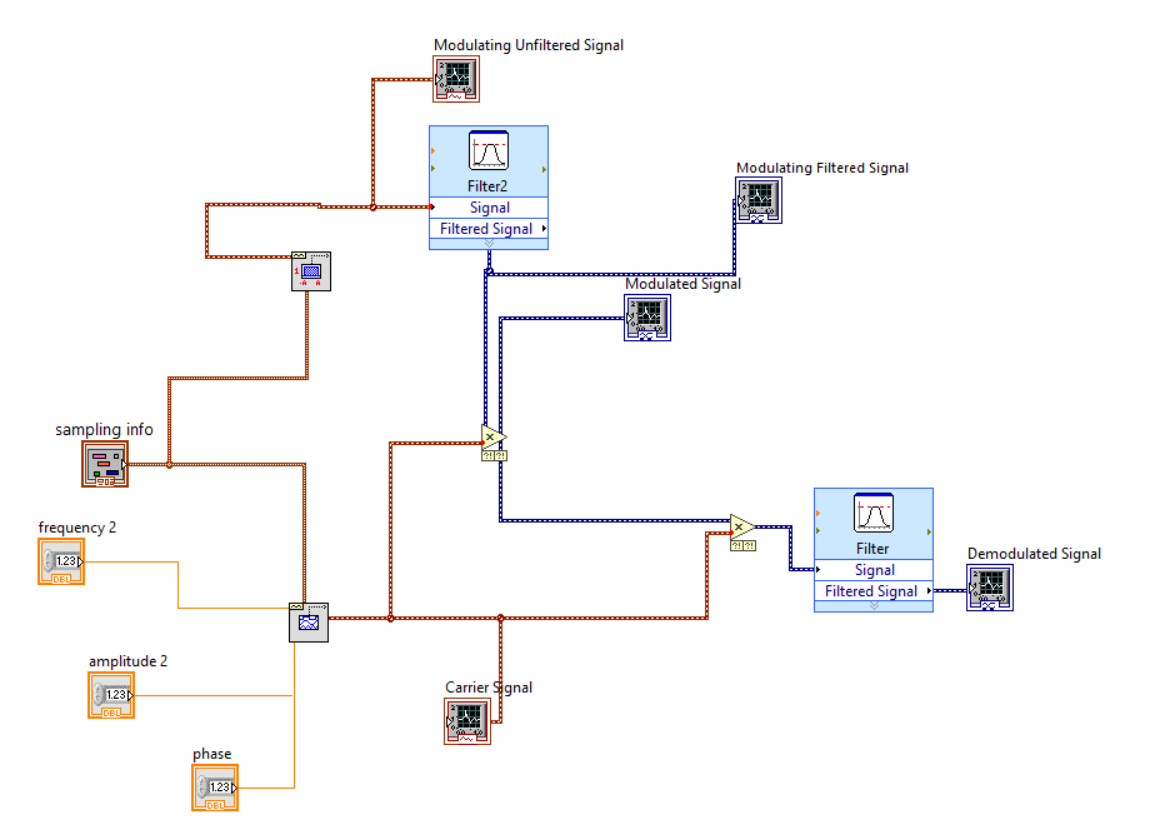 Modulating Unfiltered Signal
Modulating Filtered Signal
Filter2
Signal
Filtered Signal
Modulated Signal
sampling info
frequency 2
1.23
DBL
Filter
Signal
Filtered Signal
Demodulated Signal
amplitude 2
1.23
DBL
Carrier Signal
phase
1.23
DBL